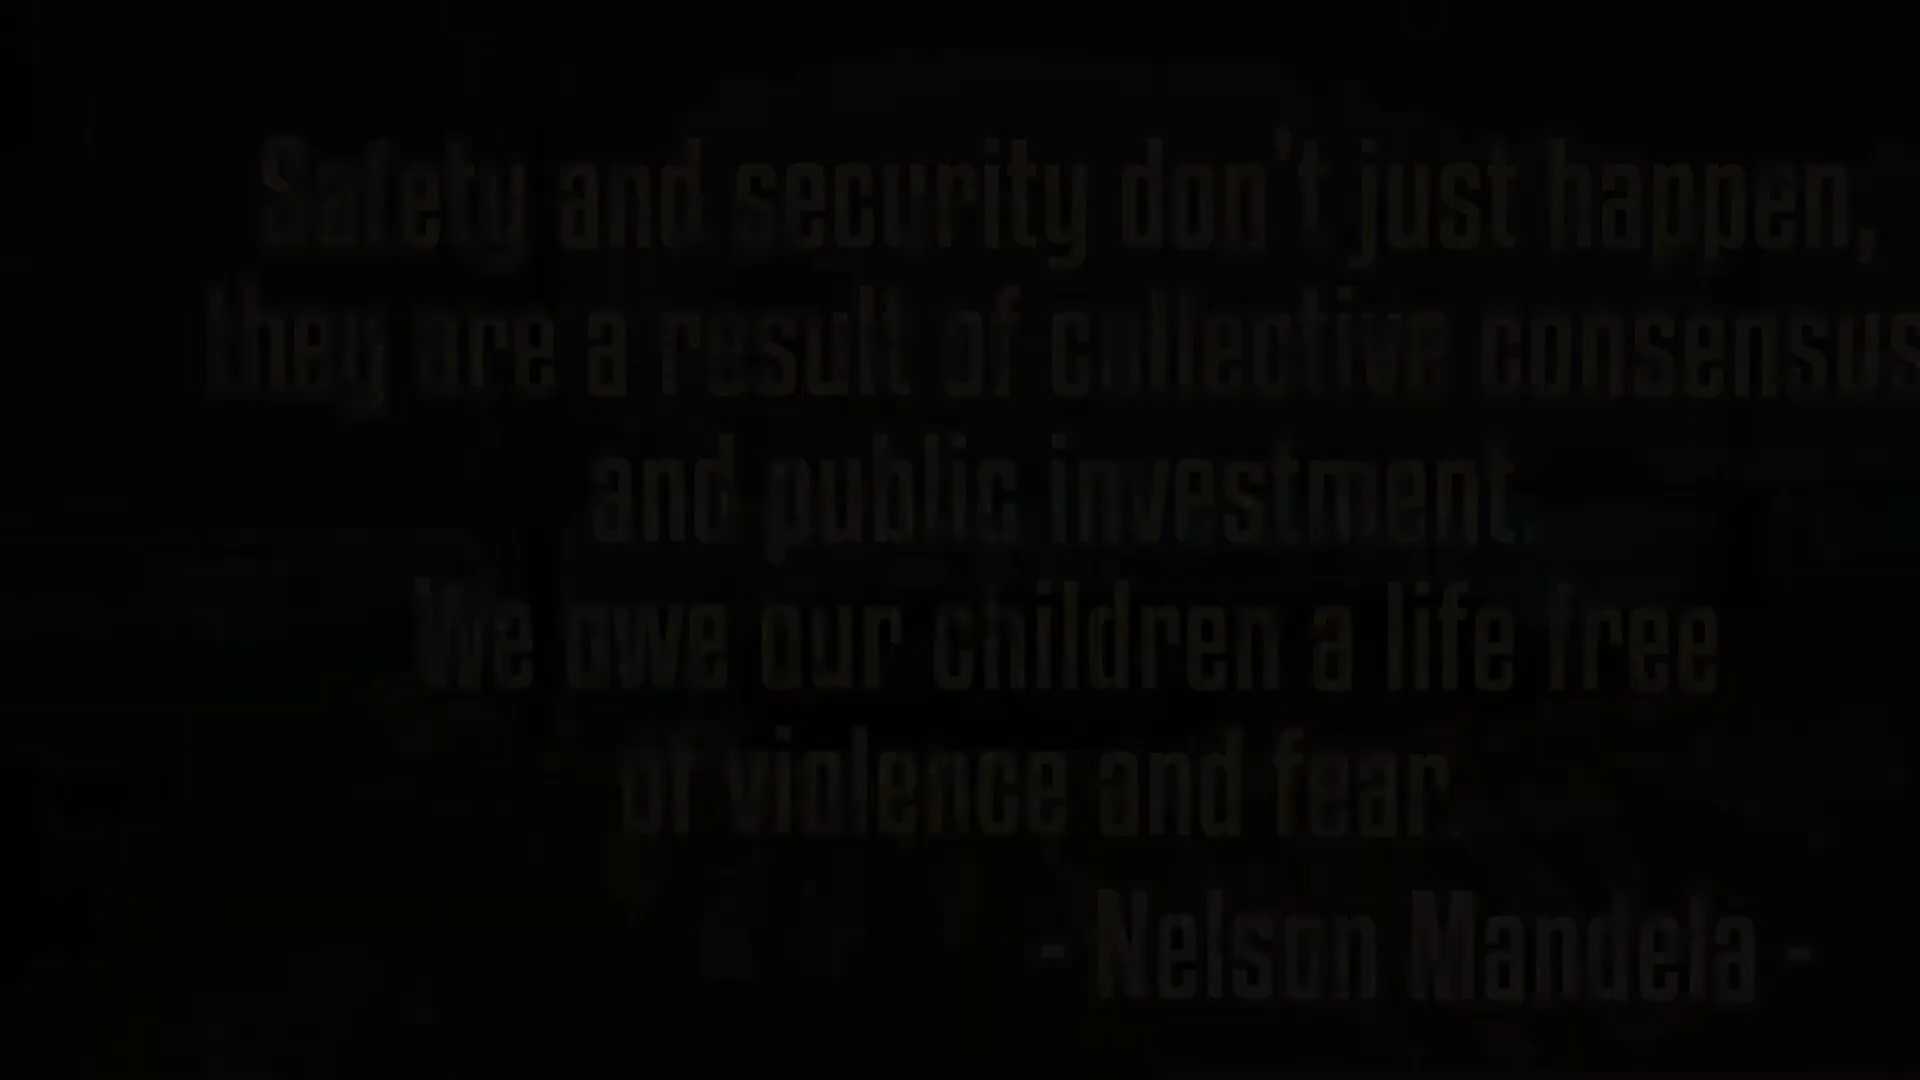 Safety and security don't just happen,
they are a result of collective consensus
and public investment.
We owe our children a life free
of violence and fear.
- Nelson Mandela -